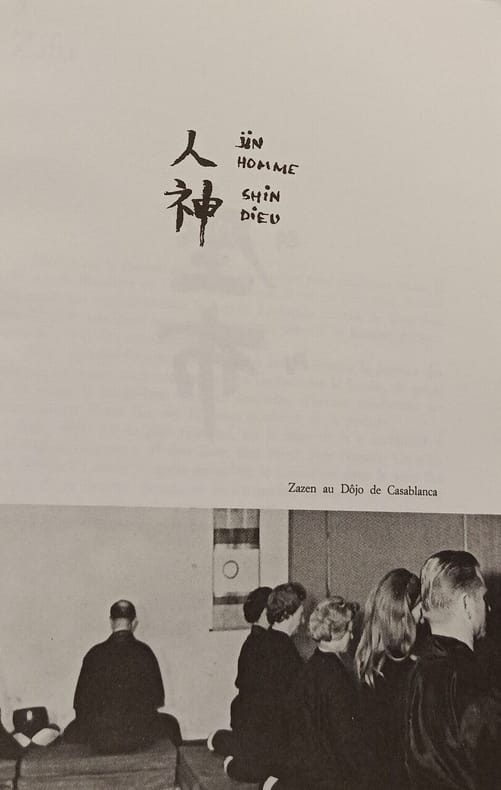 人 jin
HOMME
神 SHiN
DiEU
Zazen au Dôjo de Casablanca